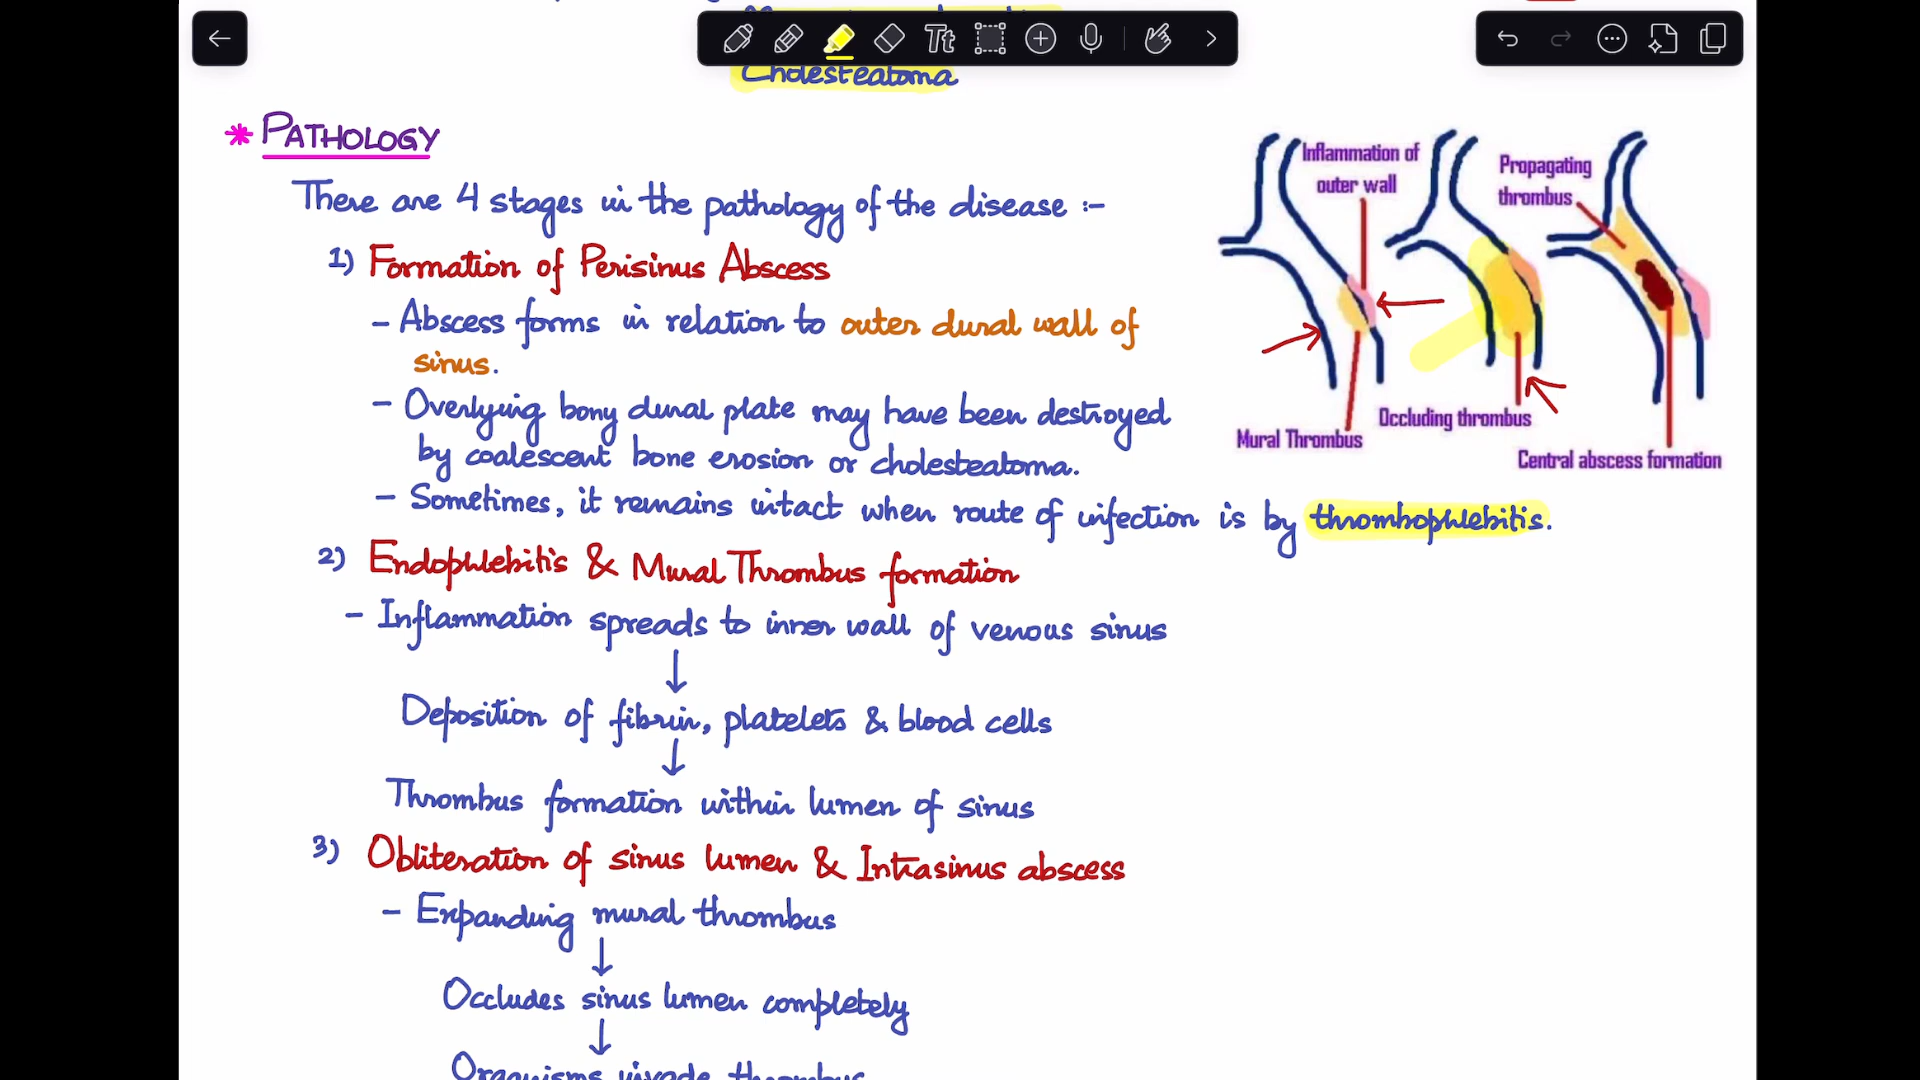 Cholesteatoma
* PATHOLOGY
There are 4 stages in the pathology of the disease :-
1) Formation of Perisinus Abscess
- Abscess forms in relation to outer dural wall of
sinus.
- Overlying bony dural plate may have been destroyed
by coalescent bone erosion or cholesteatoma.
- Sometimes, it remains intact when route of infection is by thrombophlebitis.
2) Endophlebitis & Mural Thrombus formation
- Inflammation spreads to inner wall of venous sinus
↓
Deposition of fibrin, platelets & blood cells
↓
Thrombus formation within lumen of sinus
3) Obliteration of sinus lumen & Intrasinus abscess
- Expanding mural thrombus
↓
Occludes sinus lumen completely
↓
Organisms invade thrombus
Inflammation of
outer wall
Mural Thrombus
Occluding thrombus
Propagating
thrombus
Central abscess formation
Tt